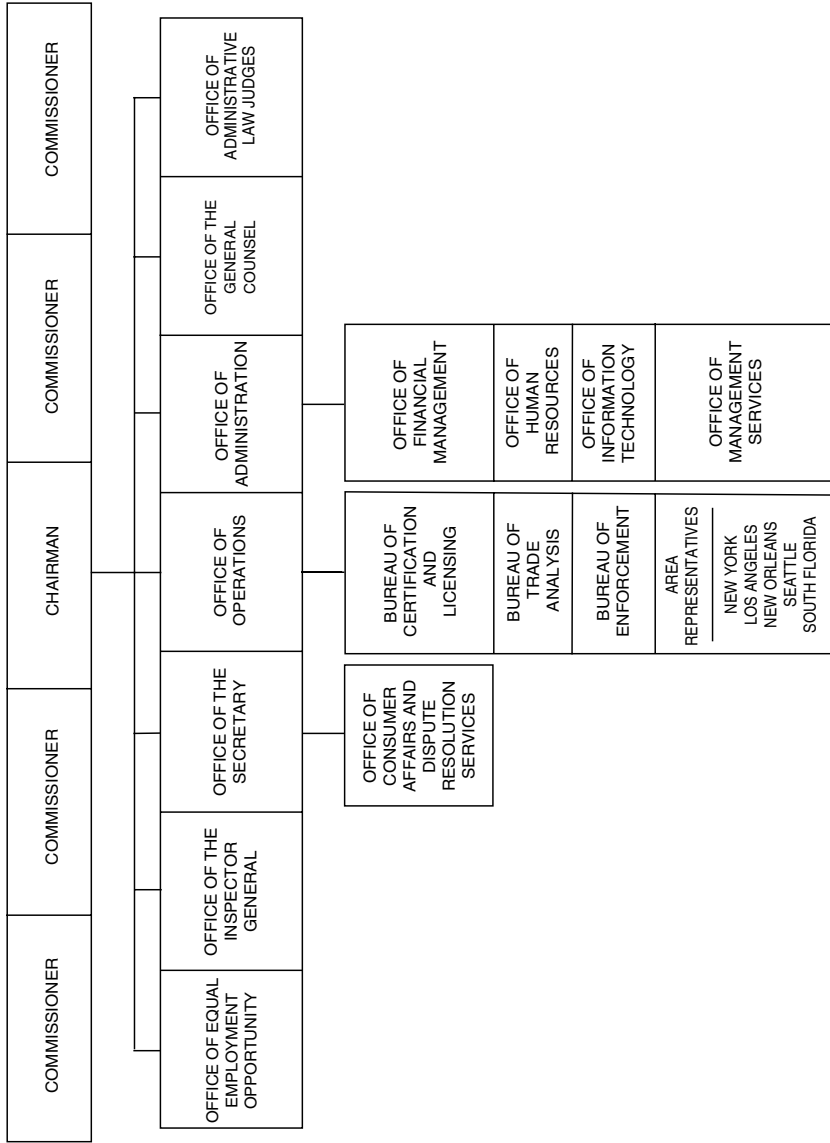 COMMISSIONER
COMMISSIONER
CHAIRMAN
COMMISSIONER
COMMISSIONER
OFFICE OF EQUAL
EMPLOYMENT
OPPORTUNITY
OFFICE OF THE
INSPECTOR
GENERAL
OFFICE OF THE
SECRETARY
OFFICE OF
OPERATIONS
OFFICE OF
ADMINISTRATION
OFFICE OF THE
GENERAL
COUNSEL
OFFICE OF
ADMINISTRATIVE
LAW JUDGES
OFFICE OF
CONSUMER
AFFAIRS AND
DISPUTE
RESOLUTION
SERVICES
BUREAU OF
CERTIFICATION
AND
LICENSING
BUREAU OF
TRADE
ANALYSIS
BUREAU OF
ENFORCEMENT
AREA
REPRESENTATIVES
NEW YORK
LOS ANGELES
NEW ORLEANS
SEATTLE
SOUTH FLORIDA
OFFICE OF
FINANCIAL
MANAGEMENT
OFFICE OF
HUMAN
RESOURCES
OFFICE OF
INFORMATION
TECHNOLOGY
OFFICE OF
MANAGEMENT
SERVICES